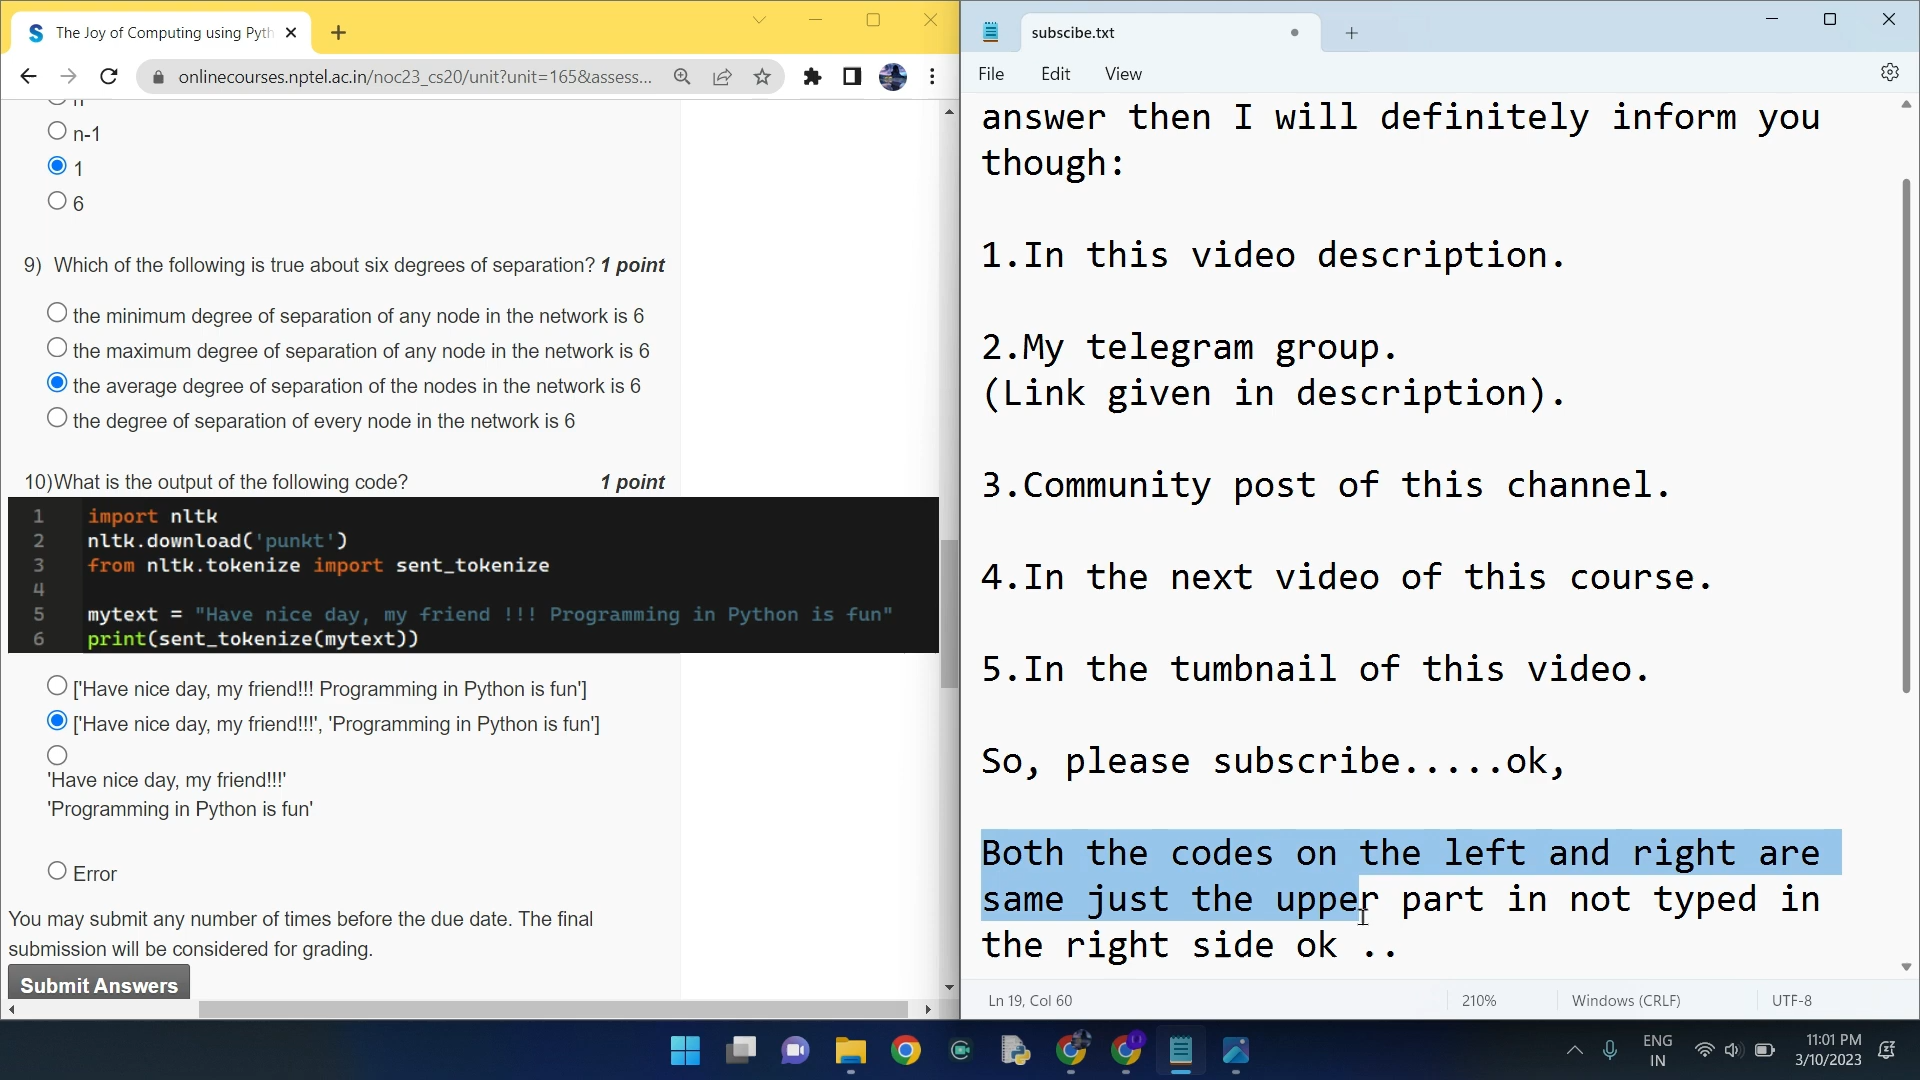 The Joy of Computing using Pyth
subscibe.txt
onlinecourses.nptel.ac.in/noc23_cs20/unit?unit=165&assess...
File Edit View
n-1
1
6
9) Which of the following is true about six degrees of separation? 1 point
the minimum degree of separation of any node in the network is 6
the maximum degree of separation of any node in the network is 6
the average degree of separation of the nodes in the network is 6
the degree of separation of every node in the network is 6
10)What is the output of the following code? 1 point
1 import nltk
2 nltk.download('punkt')
3 from nltk.tokenize import sent_tokenize
4
5 mytext = "Have nice day, my friend !!! Programming in Python is fun"
6 print(sent_tokenize(mytext))
['Have nice day, my friend!!! Programming in Python is fun']
['Have nice day, my friend!!!', 'Programming in Python is fun']
'Have nice day, my friend!!!'
'Programming in Python is fun'
Error
You may submit any number of times before the due date. The final
submission will be considered for grading.
Submit Answers
answer then I will definitely inform you
though:
1.In this video description.
2.My telegram group.
(Link given in description).
3.Community post of this channel.
4.In the next video of this course.
5.In the tumbnail of this video.
So, please subscribe.....ok,
Both the codes on the left and right are
same just the upper part in not typed in
the right side ok ..
Ln 19, Col 60 210% Windows (CRLF) UTF-8
ENG
IN
11:01 PM
3/10/2023